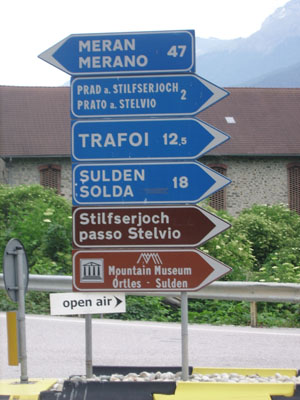 MERAN
MERANO 47
PRAD a. STILFSERJOCH
PRATO a. STELVIO 2
TRAFOI 12,5
SULDEN
SOLDA 18
Stilfserjoch
passo Stelvio
Mountain Museum
Ortles - Sulden
open air